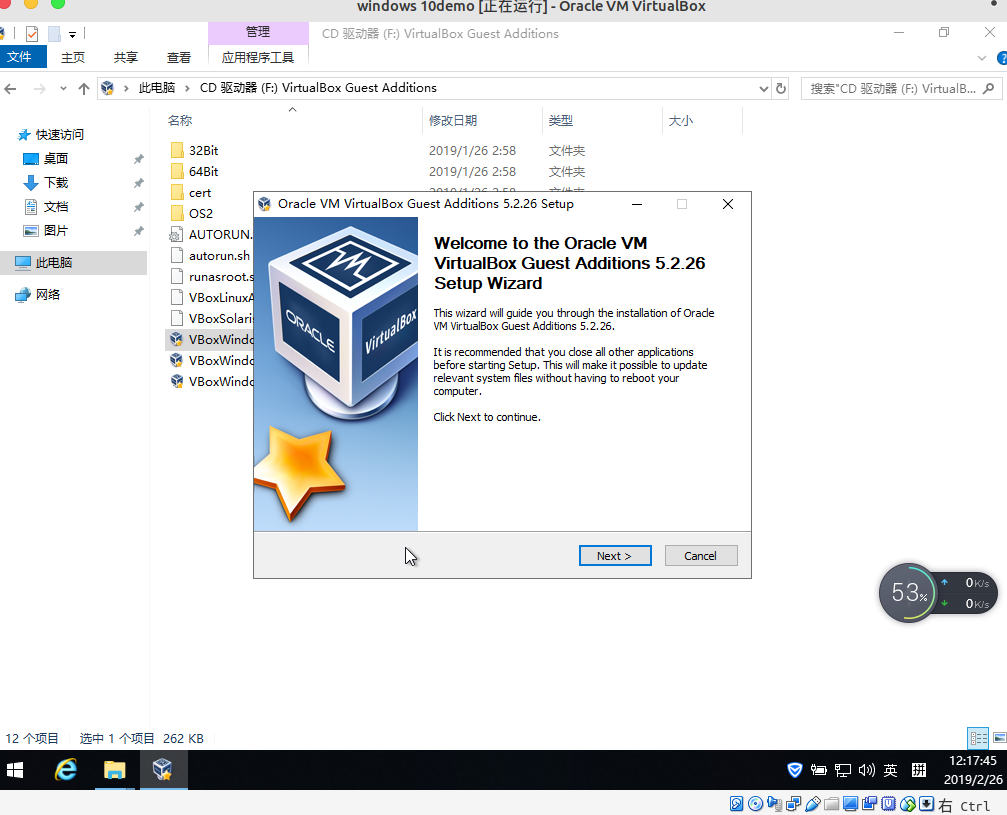 windows 10demo [正在运行] - Oracle VM VirtualBox
管理
CD 驱动器 (F:) VirtualBox Guest Additions
文件
主页
共享
查看
应用程序工具
此电脑
CD 驱动器 (F:) VirtualBox Guest Additions
搜索"CD 驱动器 (F:) VirtualB...
名称
修改日期
类型
大小
快速访问
桌面
下载
文档
图片
此电脑
网络
32Bit
2019/1/26 2:58
文件夹
64Bit
2019/1/26 2:58
文件夹
cert
2019/1/26 2:58
文件夹
OS2
AUTORUN.
autorun.sh
runasroot.s
VBoxLinuxA
VBoxSolaris
VBoxWindo
VBoxWindo
VBoxWindo
Oracle VM VirtualBox Guest Additions 5.2.26 Setup
ORACLE
VirtualBox
Welcome to the Oracle VM
VirtualBox Guest Additions 5.2.26
Setup Wizard
This wizard will guide you through the installation of Oracle
VM VirtualBox Guest Additions 5.2.26.
It is recommended that you close all other applications
before starting Setup. This will make it possible to update
relevant system files without having to reboot your
computer.
Click Next to continue.
Next >
Cancel
53%
0K/s
0K/s
12 个项目
选中 1 个项目 262 KB
英
拼
12:17:45
2019/2/26
右 Ctrl